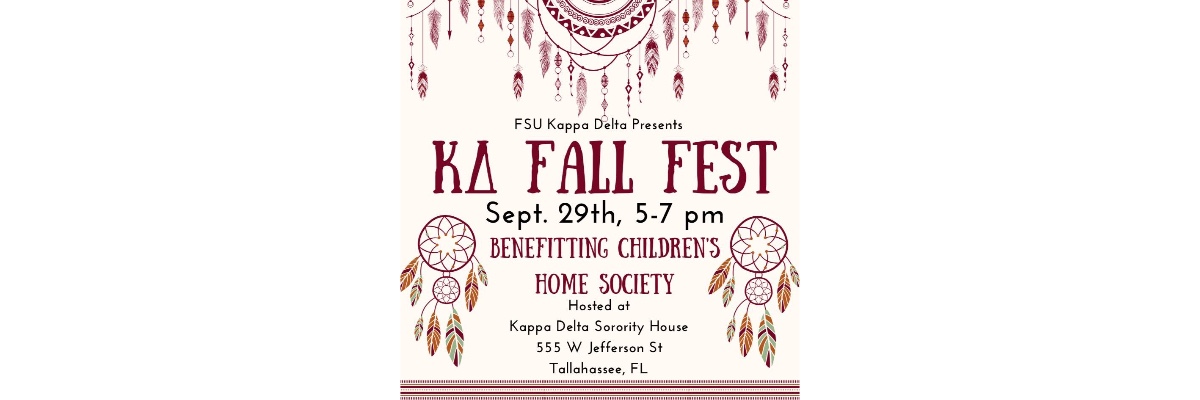 FSU Kappa Delta Presents
KΔ FALL FEST
Sept. 29th, 5-7 pm
BENEFITTING CHILDREN'S
HOME SOCIETY
Hosted at
Kappa Delta Sorority House
555 W Jefferson St
Tallahassee, FL